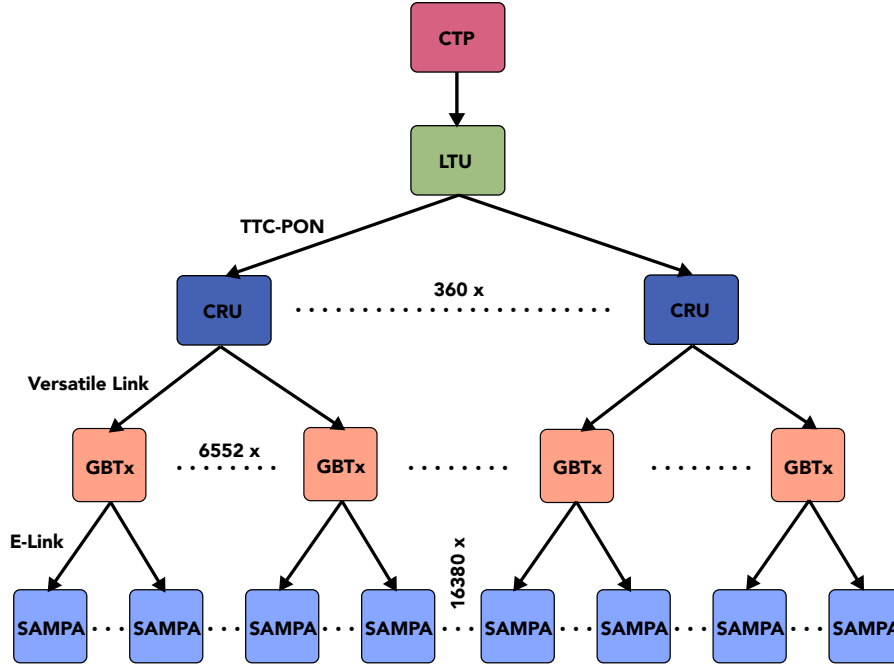 CTP
LTU
TTC-PON
360 x
CRU
CRU
Versatile Link
6552 x
GBTx
GBTx
GBTx
GBTx
E-Link
16380 x
SAMPA
SAMPA
SAMPA
SAMPA
SAMPA
SAMPA
SAMPA
SAMPA